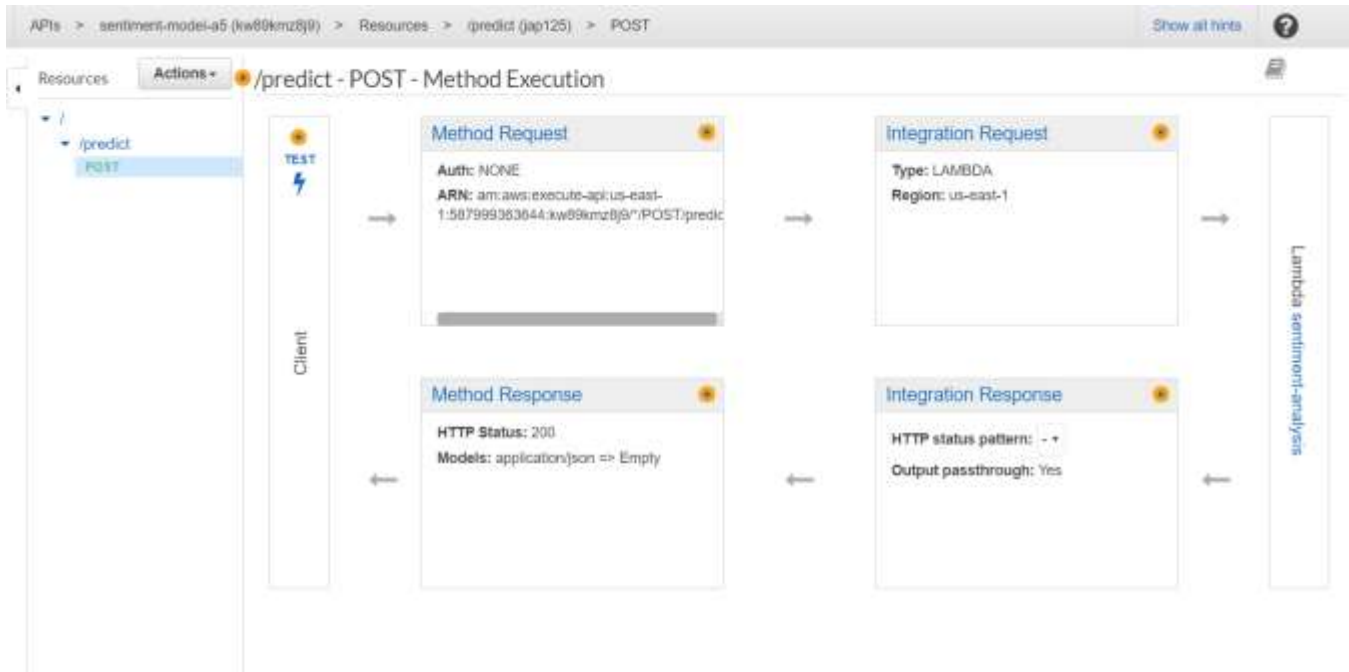 APIs > sentiment-model-a5 (kw89kmz8j9) > Resources > /predict (jap125) > POST
Show all hints
Resources
Actions
/predict - POST - Method Execution
/
/predict
POST
TEST
Client
Method Request
Auth: NONE
ARN: arn:aws:execute-api:us-east-
1:587999363644:kw89kmz8j9/*/POST/predic
Integration Request
Type: LAMBDA
Region: us-east-1
Lambda sentiment-analysis
Method Response
HTTP Status: 200
Models: application/json => Empty
Integration Response
HTTP status pattern: -
Output passthrough: Yes